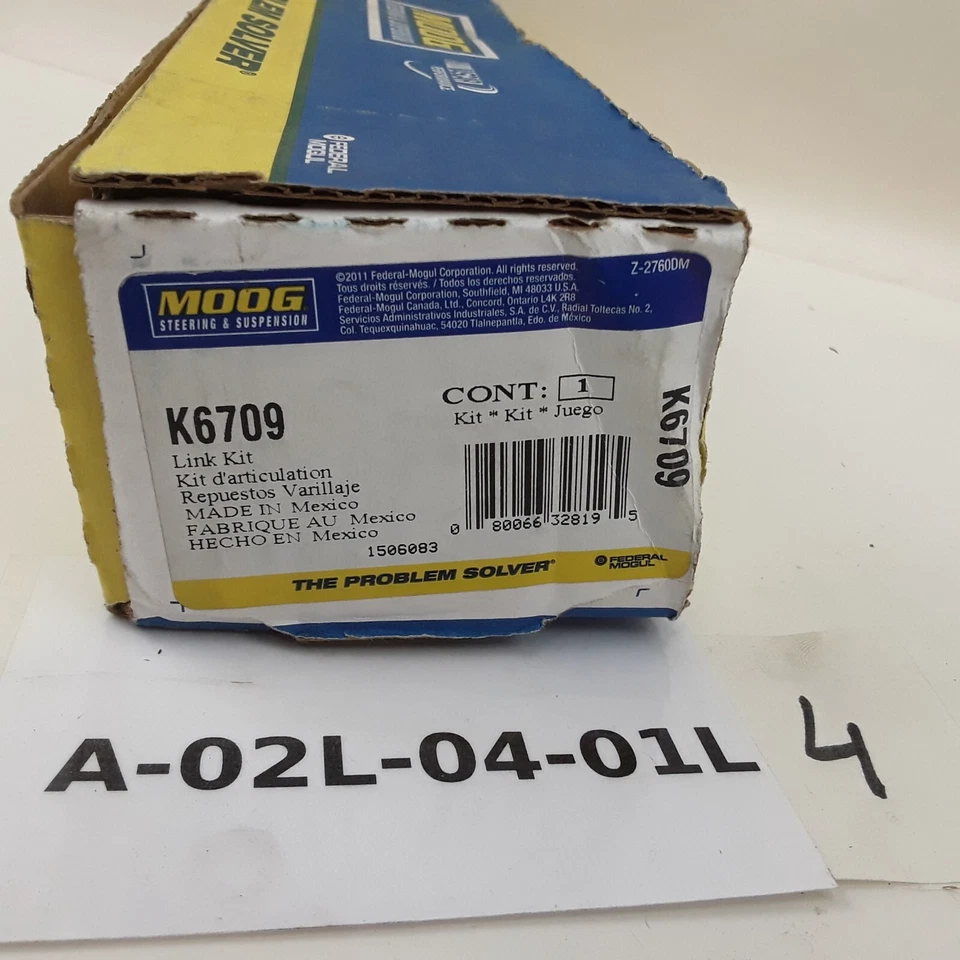 LEM SOLVER®
MOOG
FEDERAL
MOGUL
MOOG
STEERING & SUSPENSION
©2011 Federal-Mogul Corporation. All rights reserved.
Tous droits réservés. / Todos los derechos reservados.
Federal-Mogul Corporation, Southfield, MI 48033 U.S.A.
Federal-Mogul Canada, Ltd., Concord, Ontario L4K 2R8
Servicios Administrativos Industriales, S.A. de C.V., Radial Toltecas No. 2,
Col. Tequexquinahuac, 54020 Tlalnepantla, Edo. de México
Z-2760DM
K6709
Link Kit
Kit d'articulation
Repuestos Varillaje
MADE IN Mexico
FABRIQUE AU Mexico
HECHO EN Mexico
1506083
CONT: 1
Kit * Kit * Juego
0 80066 32819 5
K6709
THE PROBLEM SOLVER®
FEDERAL
MOGUL
A-02L-04-01L
4